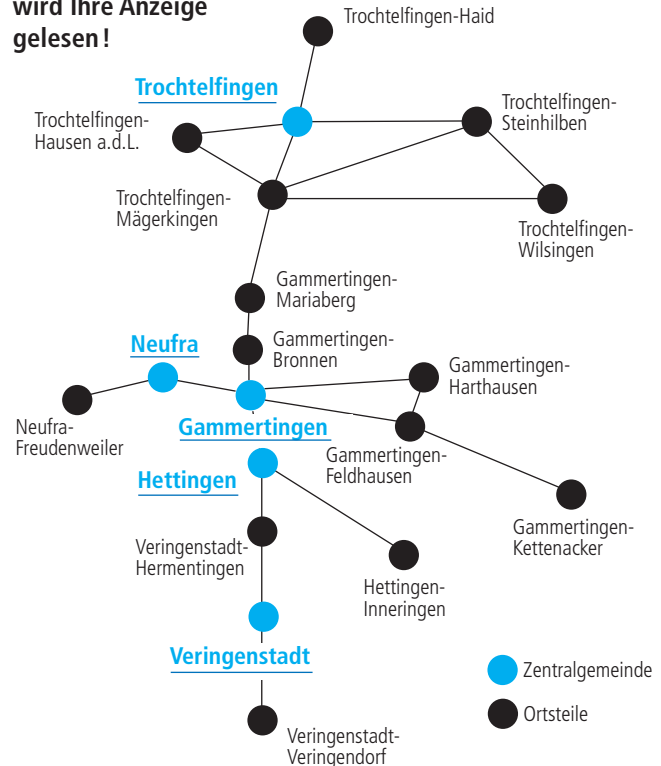 wird Ihre Anzeige
gelesen!
Trochtelfingen-Haid
Trochtelfingen
Trochtelfingen-
Hausen a.d.L.
Trochtelfingen-
Steinhilben
Trochtelfingen-
Mägerkingen
Trochtelfingen-
Wilsingen
Gammertingen-
Mariaberg
Gammertingen-
Bronnen
Neufra
Gammertingen-
Harthausen
Neufra-
Freudenweiler
Gammertingen
Gammertingen-
Feldhausen
Hettingen
Gammertingen-
Kettenacker
Veringenstadt-
Hermentingen
Hettingen-
Inneringen
Veringenstadt
Zentralgemeinde
Ortsteile
Veringenstadt-
Veringendorf